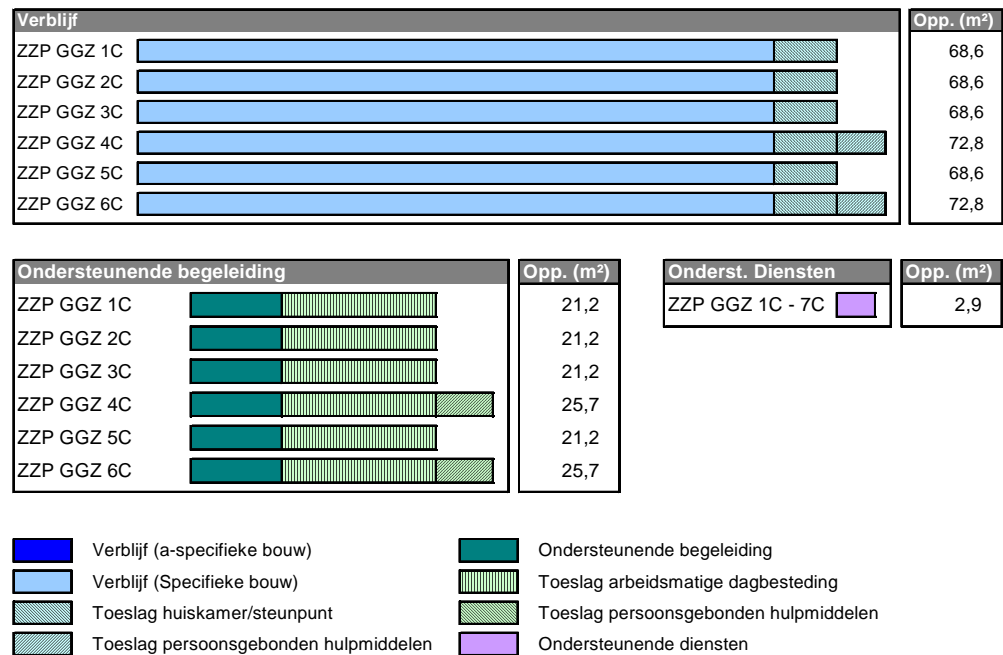 Verblijf Opp. (m²)
ZZP GGZ 1C 68,6
ZZP GGZ 2C 68,6
ZZP GGZ 3C 68,6
ZZP GGZ 4C 72,8
ZZP GGZ 5C 68,6
ZZP GGZ 6C 72,8
Ondersteunende begeleiding Opp. (m²)
ZZP GGZ 1C 21,2
ZZP GGZ 2C 21,2
ZZP GGZ 3C 21,2
ZZP GGZ 4C 25,7
ZZP GGZ 5C 21,2
ZZP GGZ 6C 25,7
Onderst. Diensten Opp. (m²)
ZZP GGZ 1C - 7C 2,9
Verblijf (a-specifieke bouw)
Verblijf (Specifieke bouw)
Toeslag huiskamer/steunpunt
Toeslag persoonsgebonden hulpmiddelen
Ondersteunende begeleiding
Toeslag arbeidsmatige dagbesteding
Toeslag persoonsgebonden hulpmiddelen
Ondersteunende diensten